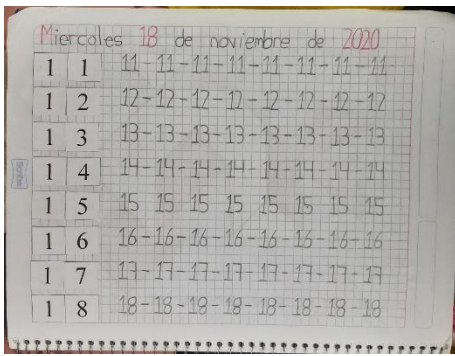 Miercoles 18 de noviembre de 2020
1 1 11-11-11-11-11-11-11-11
1 2 12-12-12-12-12-12-12-12
1 3 13-13-13-13-13-13-13-13
1 4 14-14-14-14-14-14-14-14
1 5 15 15 15 15 15 15 15 15
1 6 16-16-16-16-16-16-16-16
1 7 17-17-17-17-17-17-17-17
1 8 18-18-18-18-18-18-18-18